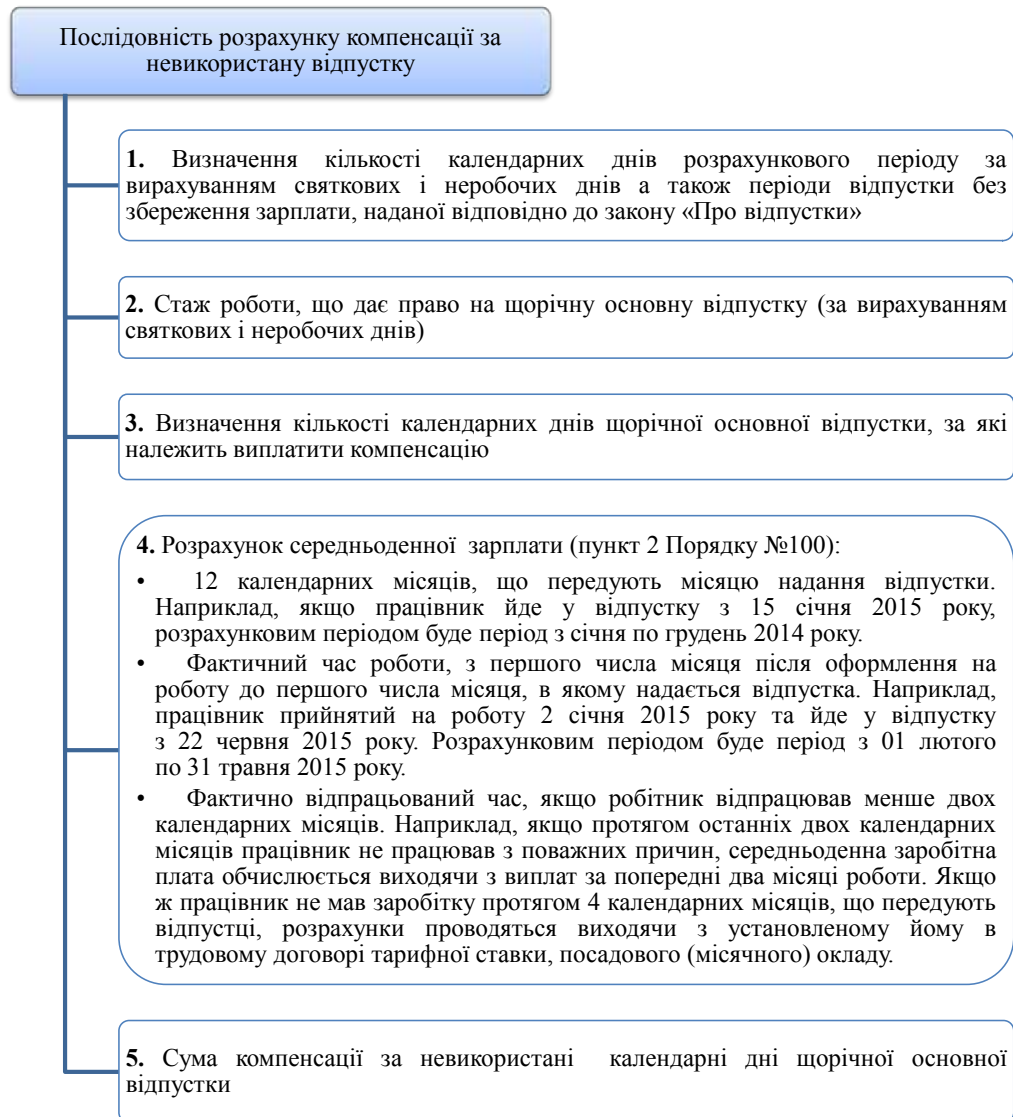 Послідовність розрахунку компенсації за
невикористану відпустку
1. Визначення кількості календарних днів розрахункового періоду за
вирахуванням святкових і неробочих днів а також періоди відпустки без
збереження зарплати, наданої відповідно до закону «Про відпустки»
2. Стаж роботи, що дає право на щорічну основну відпустку (за вирахуванням
святкових і неробочих днів)
3. Визначення кількості календарних днів щорічної основної відпустки, за які
належить виплатити компенсацію
4. Розрахунок середньоденної зарплати (пункт 2 Порядку №100):
• 12 календарних місяців, що передують місяцю надання відпустки.
Наприклад, якщо працівник йде у відпустку з 15 січня 2015 року,
розрахунковим періодом буде період з січня по грудень 2014 року.
• Фактичний час роботи, з першого числа місяця після оформлення на
роботу до першого числа місяця, в якому надається відпустка. Наприклад,
працівник прийнятий на роботу 2 січня 2015 року та йде у відпустку
з 22 червня 2015 року. Розрахунковим періодом буде період з 01 лютого
по 31 травня 2015 року.
• Фактично відпрацьований час, якщо робітник відпрацював менше двох
календарних місяців. Наприклад, якщо протягом останніх двох календарних
місяців працівник не працював з поважних причин, середньоденна заробітна
плата обчислюється виходячи з виплат за попередні два місяці роботи. Якщо
ж працівник не мав заробітку протягом 4 календарних місяців, що передують
відпустці, розрахунки проводяться виходячи з установленому йому в
трудовому договорі тарифної ставки, посадового (місячного) окладу.
5. Сума компенсації за невикористані календарні дні щорічної основної
відпустки